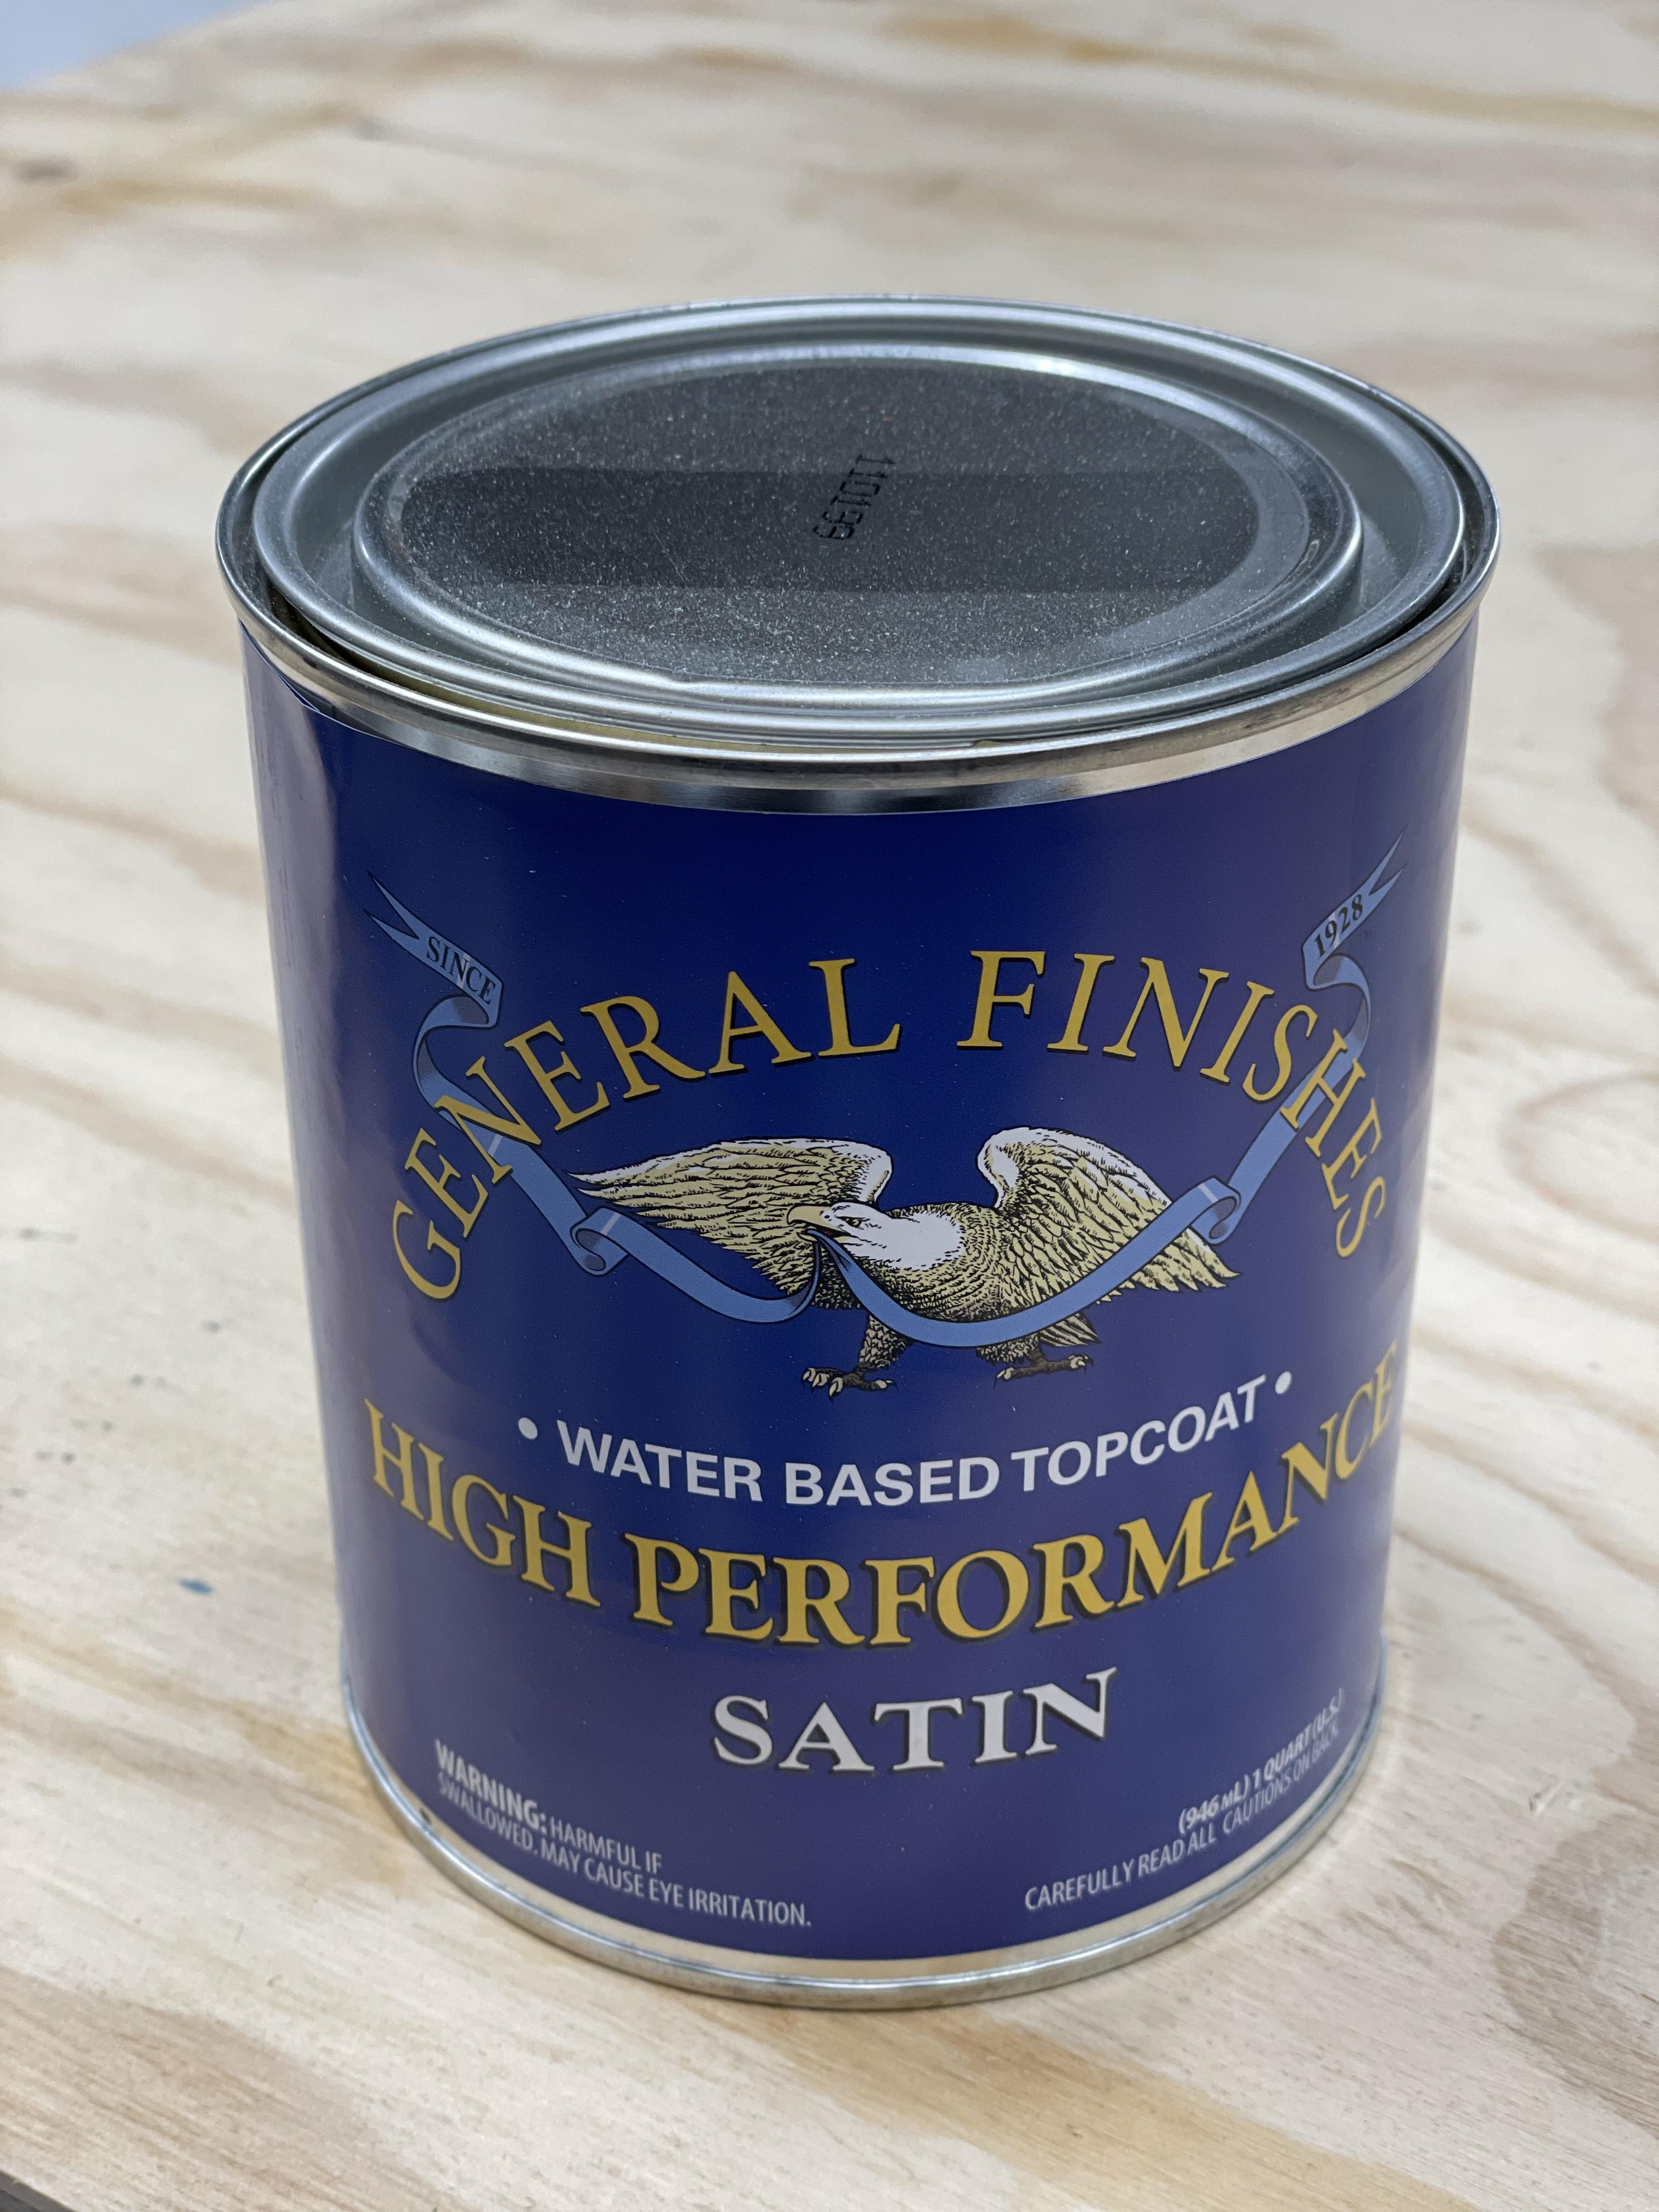 110199
SINCE 1928
GENERAL FINISHES
• WATER BASED TOPCOAT •
HIGH PERFORMANCE
SATIN
WARNING: HARMFUL IF
SWALLOWED. MAY CAUSE EYE IRRITATION.
(946 mL) 1 QUART (U.S.)
CAREFULLY READ ALL CAUTIONS ON BACK.